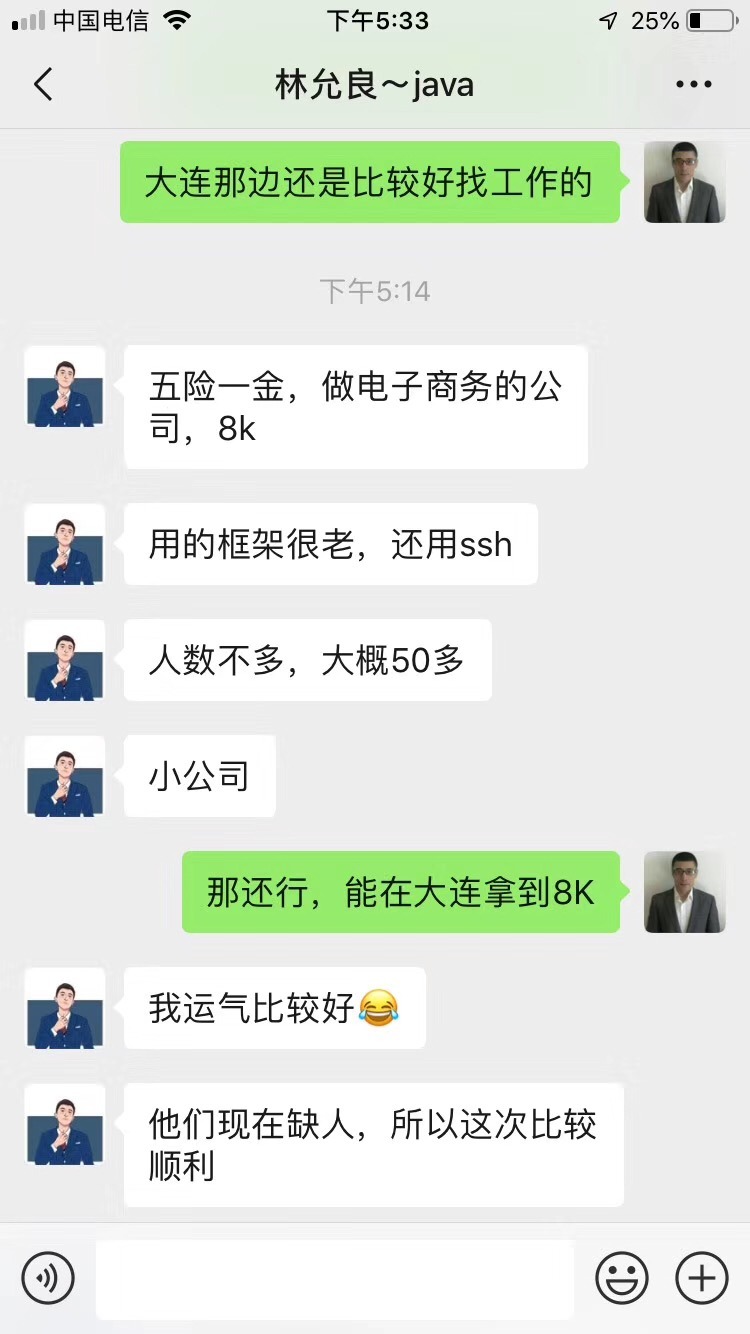 中国电信 下午5:33 25%
林允良～java
大连那边还是比较好找工作的
下午5:14
五险一金，做电子商务的公
司，8k
用的框架很老，还用ssh
人数不多，大概50多
小公司
那还行，能在大连拿到8K
我运气比较好😂
他们现在缺人，所以这次比较
顺利